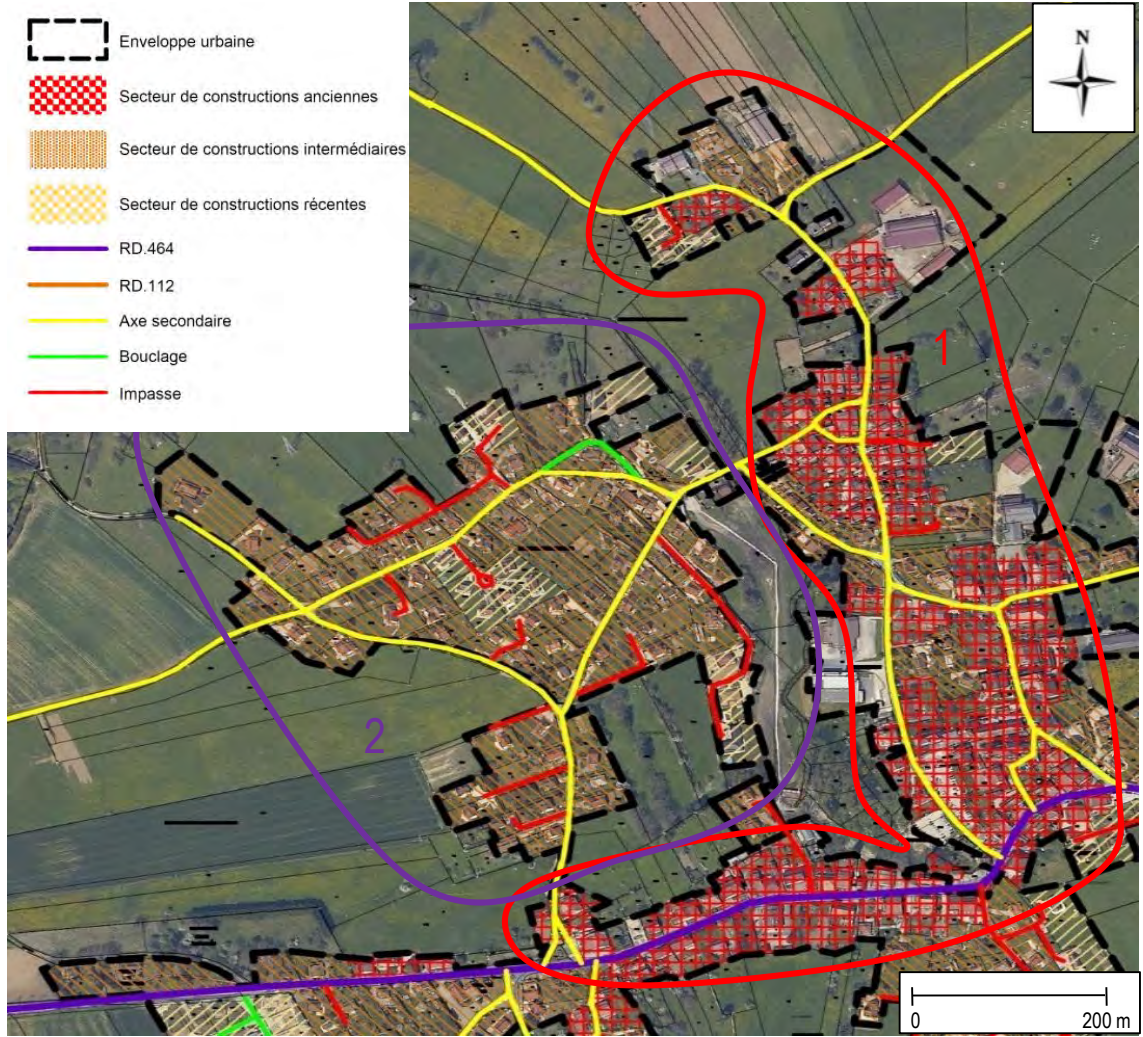 Enveloppe urbaine
Secteur de constructions anciennes
Secteur de constructions intermédiaires
Secteur de constructions récentes
RD.464
RD.112
Axe secondaire
Bouclage
Impasse
N
1
2
0 200 m